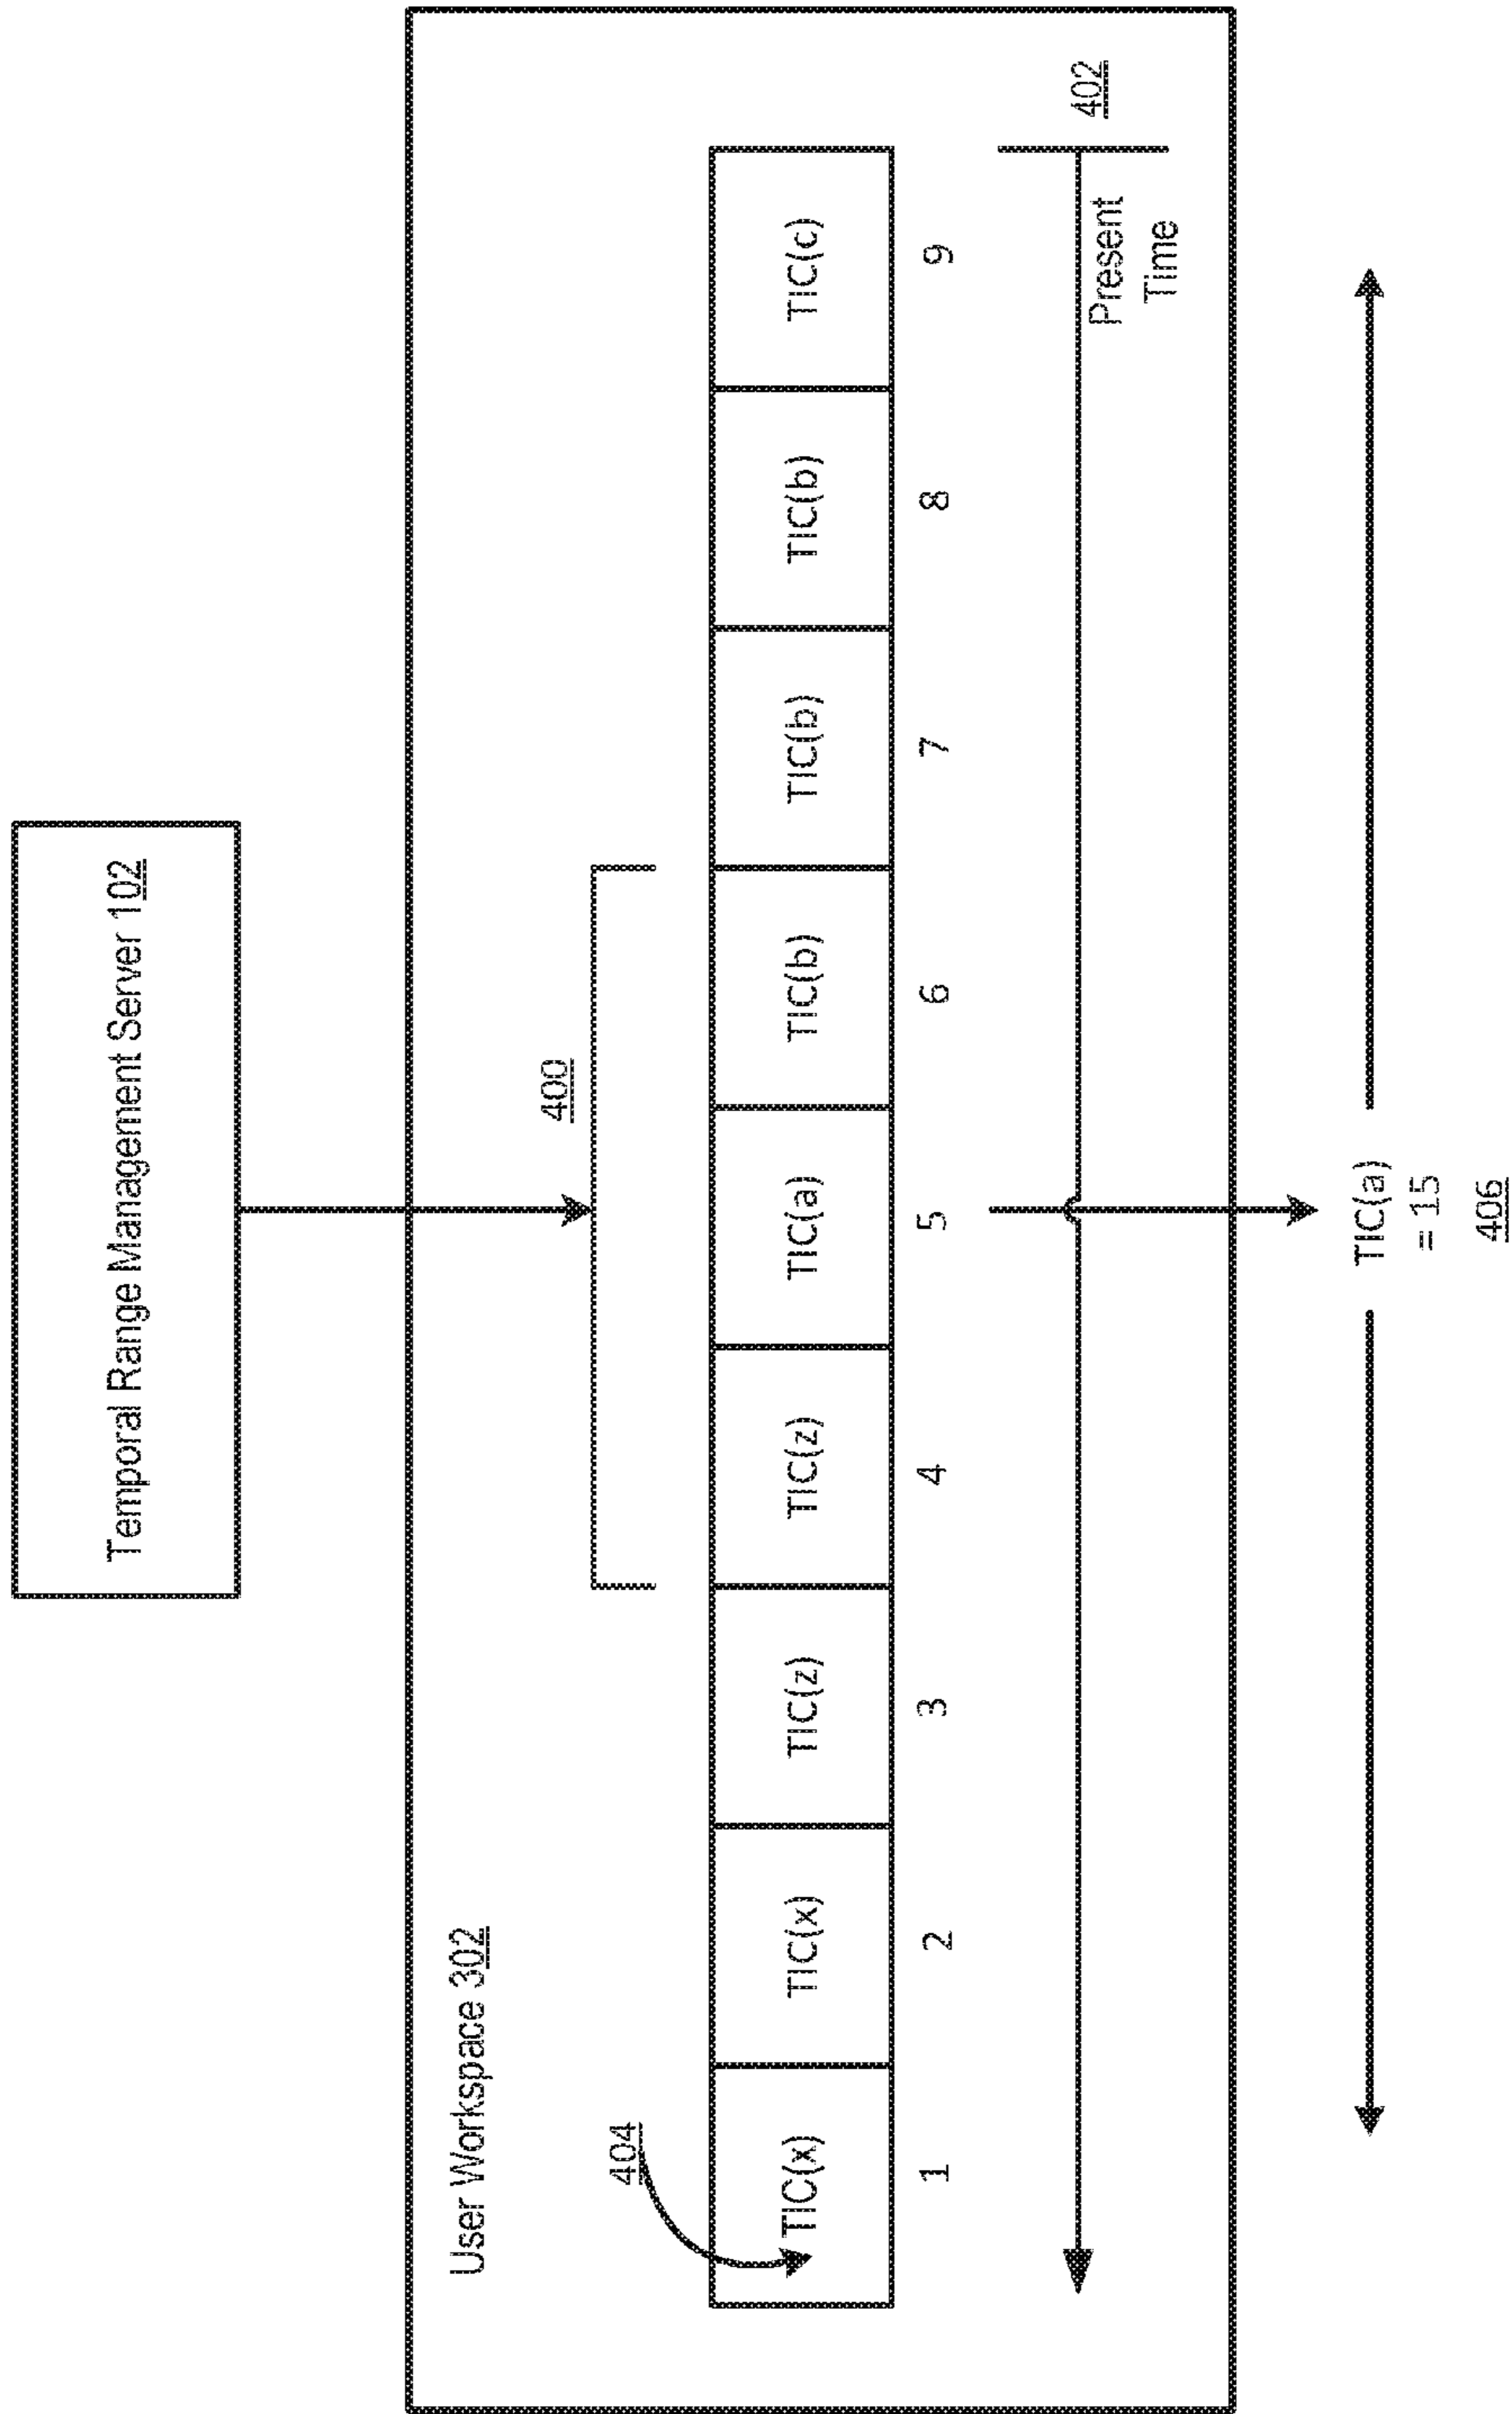 Temporal Range Management Server 102
User Workspace 302
400
404
TIC(x)
TIC(x)
TIC(z)
TIC(z)
TIC(a)
TIC(b)
TIC(b)
TIC(b)
TIC(c)
1
2
3
4
5
6
7
8
9
402
Present
Time
TIC(a)
= 15
406